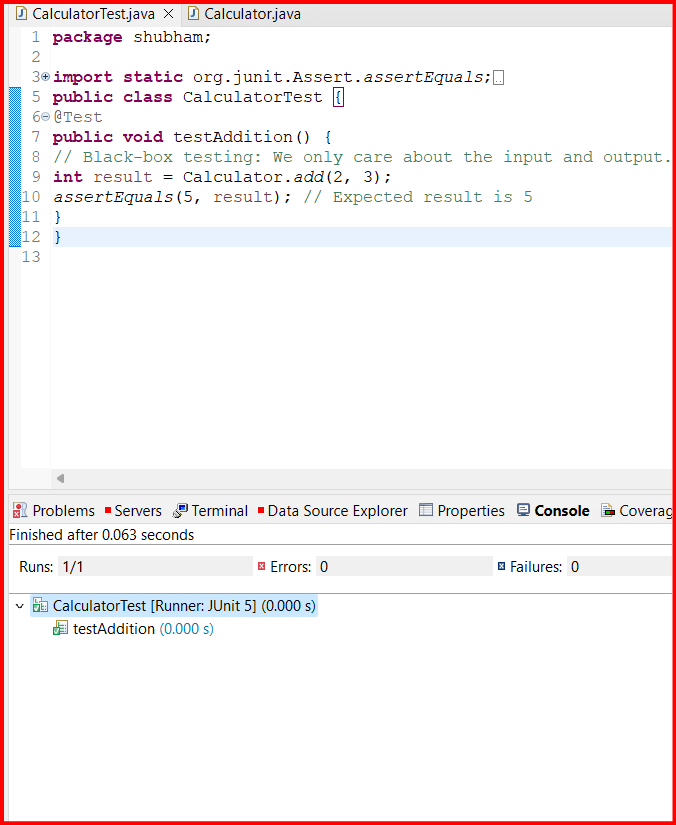 CalculatorTest.java Calculator.java
1 package shubham;
2
3 import static org.junit.Assert.assertEquals;
5 public class CalculatorTest {
6 @Test
7 public void testAddition() {
8 // Black-box testing: We only care about the input and output.
9 int result = Calculator.add(2, 3);
10 assertEquals(5, result); // Expected result is 5
11 }
12 }
13
Problems Servers Terminal Data Source Explorer Properties Console Coverag
Finished after 0.063 seconds
Runs: 1/1 Errors: 0 Failures: 0
CalculatorTest [Runner: JUnit 5] (0.000 s)
testAddition (0.000 s)